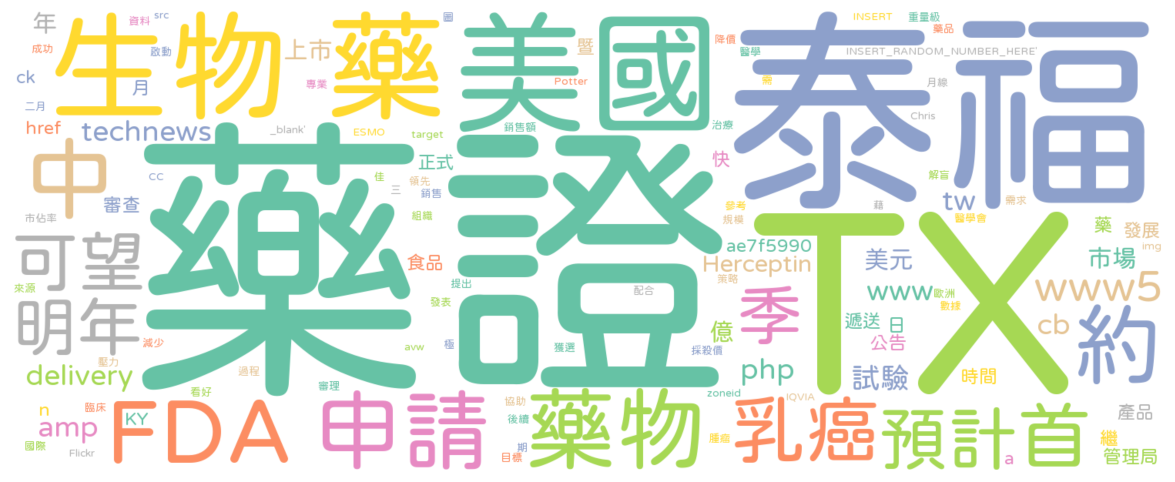 年 資料 src 圖 暨 降價 INSERT 重量級 藥品
成功 啟動 上市 醫學 INSERT_RANDOM_NUMBER_HERE`
生物藥 美國 泰福
ck 月 專業 Potter 需 月線
二月 Chris
href technews _blank' ESMO target 銷售額 治療
中 cc 正式 快 解盲
審查 佳 領先 三 銷售 參考 藉 tw 需求
市佔率 組織 規模 醫學會 藥 發展
藥證 TX
可望 食品 ae7f5990 美元 市場 img
來源 提出 Herceptin 策略 www 歐洲 www5
明年 發表 配合 季 數據 約
減少 avw 極 獲選 採殺價 億 遞送 日 cb
壓力 過程 公告
delivery 看好 審理 zoneid php 試驗 時間
n 臨床 KY 協助 IQVIA 產品
amp FDA 申請 後續 藥物 乳癌 預計首
國際 Flickr 期 目標 腫瘤 a 繼 管理局